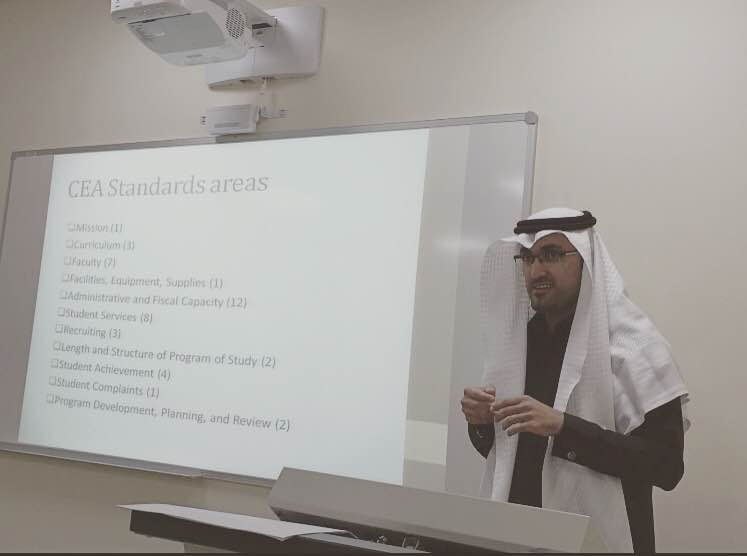 CEA Standards areas
❑Mission (1)
❑Curriculum (3)
❑Faculty (7)
❑Facilities, Equipment, Supplies (1)
❑Administrative and Fiscal Capacity (12)
❑Student Services (8)
❑Recruiting (3)
❑Length and Structure of Program of Study (2)
❑Student Achievement (4)
❑Student Complaints (1)
❑Program Development, Planning, and Review (2)